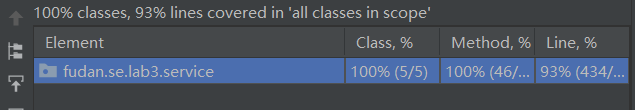 100% classes, 93% lines covered in 'all classes in scope'
Element Class, % Method, % Line, %
fudan.se.lab3.service 100% (5/5) 100% (46/... 93% (434/...